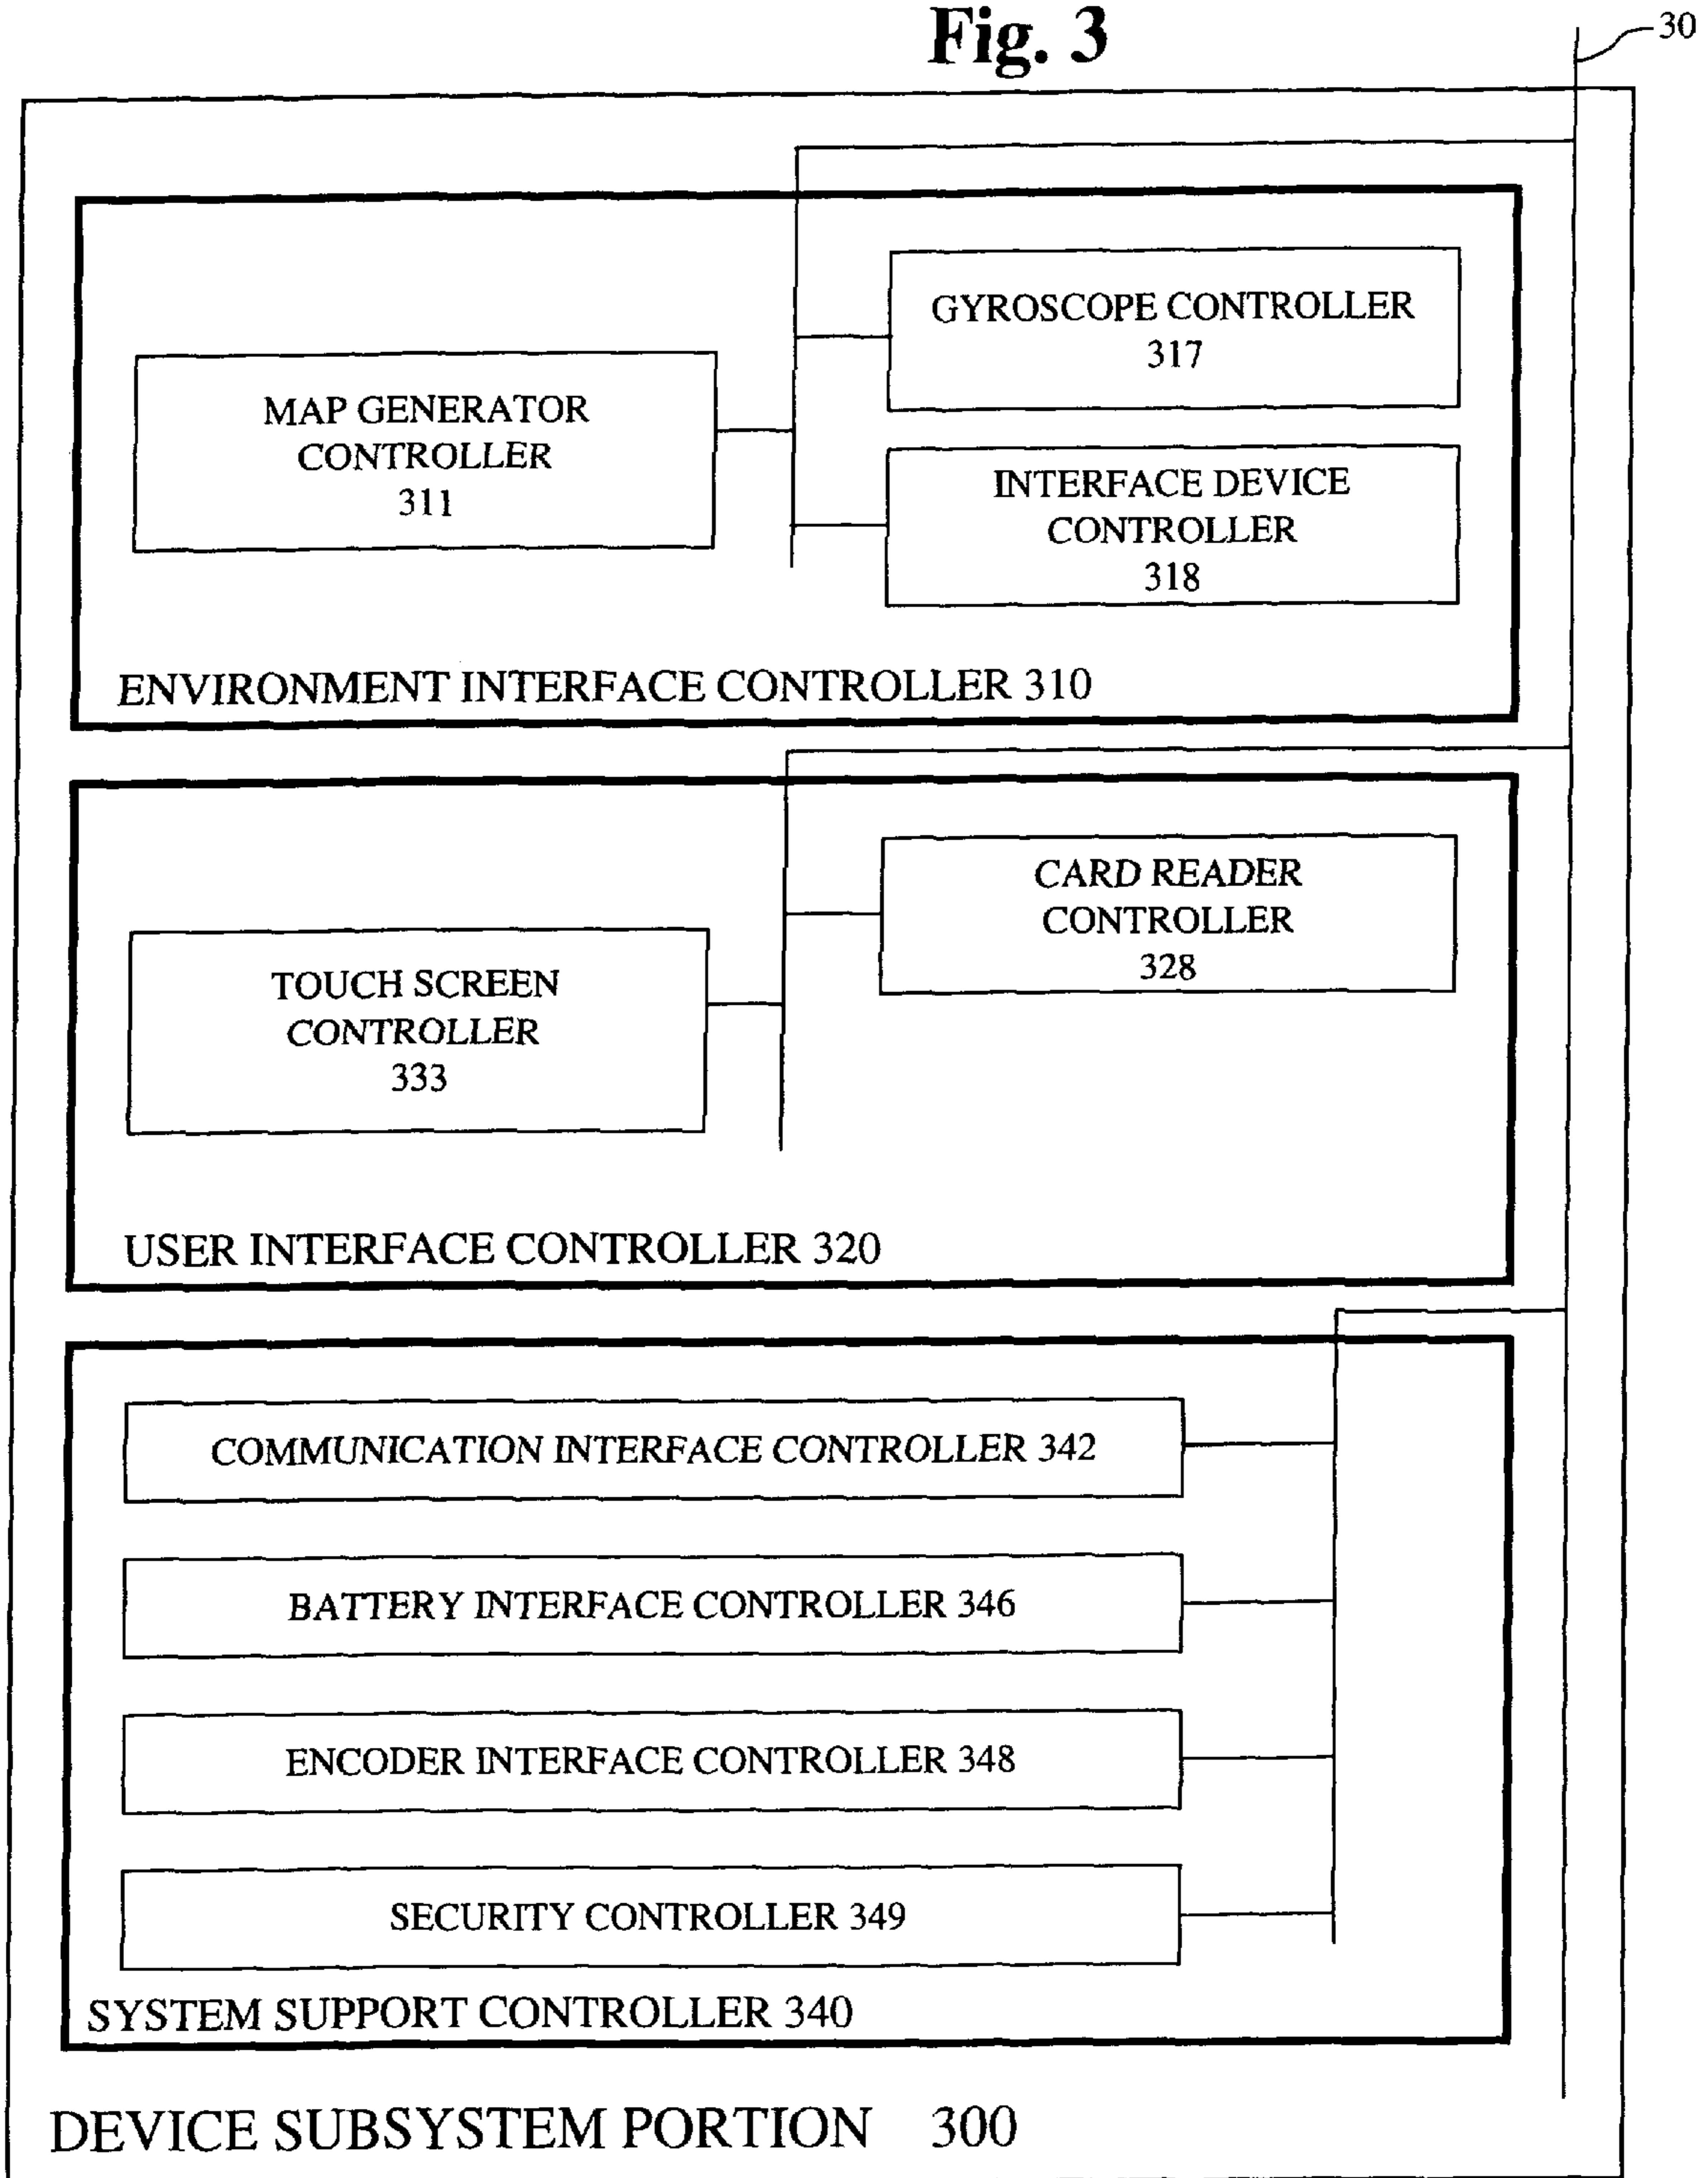 Fig. 3
30
GYROSCOPE CONTROLLER
317
MAP GENERATOR
CONTROLLER
311
INTERFACE DEVICE
CONTROLLER
318
ENVIRONMENT INTERFACE CONTROLLER 310
CARD READER
CONTROLLER
328
TOUCH SCREEN
CONTROLLER
333
USER INTERFACE CONTROLLER 320
COMMUNICATION INTERFACE CONTROLLER 342
BATTERY INTERFACE CONTROLLER 346
ENCODER INTERFACE CONTROLLER 348
SECURITY CONTROLLER 349
SYSTEM SUPPORT CONTROLLER 340
DEVICE SUBSYSTEM PORTION 300